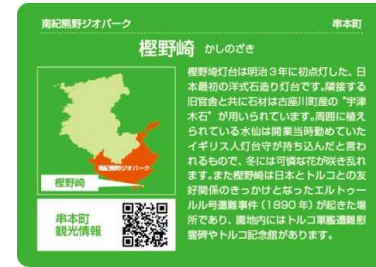 南紀熊野ジオパーク
串本町
樫野崎 かしのざき
樫野埼灯台は明治3年に初点灯した、日
本最初の洋式石造り灯台です。隣接する
旧官舎と共に石材は古座川町産の“宇津
木石”が用いられています。周囲に植え
られている水仙は開業当時勤めていた
イギリス人灯台守が持ち込んだと言わ
れるもので、冬には可憐な花が咲き乱れ
ます。また樫野崎は日本とトルコとの友
好関係のきっかけとなったエルトゥー
ルル号遭難事件(1890年)が起きた場
所であり、園地内にはトルコ軍艦遭難慰
霊碑やトルコ記念館があります。
南紀熊野ジオパーク
樫野崎
串本町
観光情報